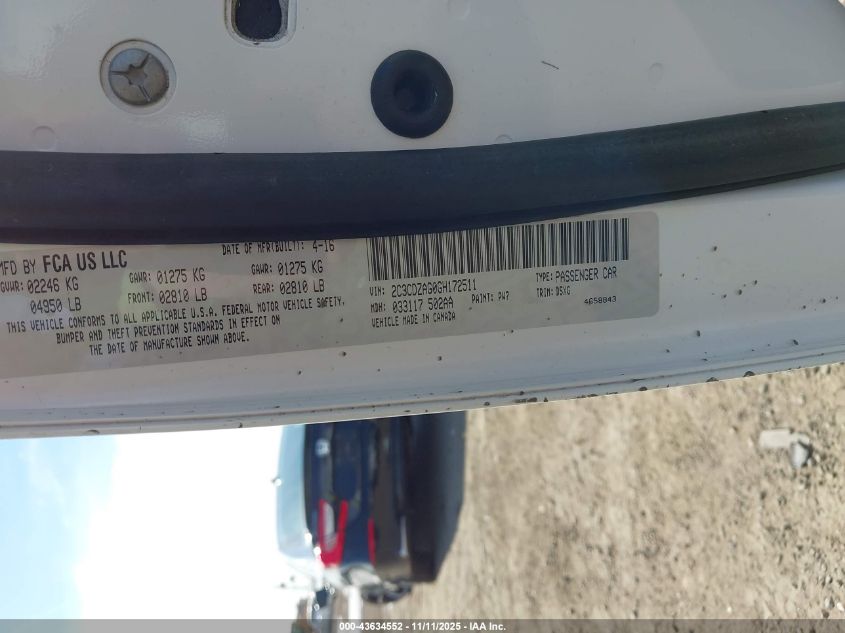 MFD BY FCA US LLC
DATE OF MFR(BUILT): 4-16
GVWR: 02246 KG
04950 LB
GAWR: 01275 KG
FRONT: 02810 LB
GAWR: 01275 KG
REAR: 02810 LB
THIS VEHICLE CONFORMS TO ALL APPLICABLE U.S.A. FEDERAL MOTOR VEHICLE SAFETY,
BUMPER AND THEFT PREVENTION STANDARDS IN EFFECT ON
THE DATE OF MANUFACTURE SHOWN ABOVE.
VIN: 2C3CDZAG0GH172511
TYPE: PASSENGER CAR
MDH: 033117 502AA
PAINT: PW7
TRIM: D5X9
VEHICLE MADE IN CANADA
4658843
000-43634552 - 11/11/2025 - IAA Inc.